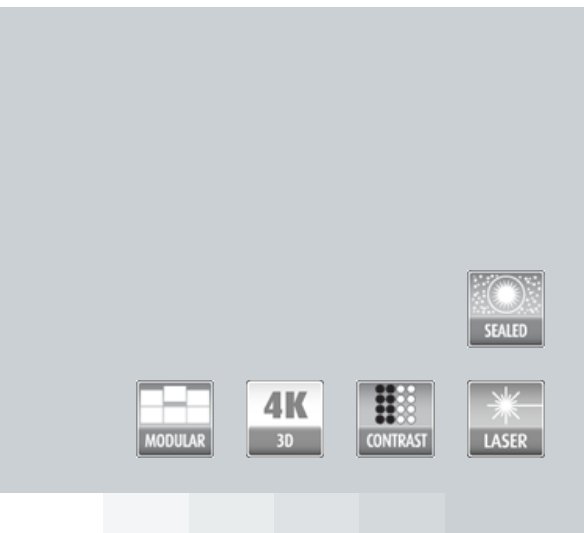 SEALED
MODULAR
4K
3D
CONTRAST
LASER